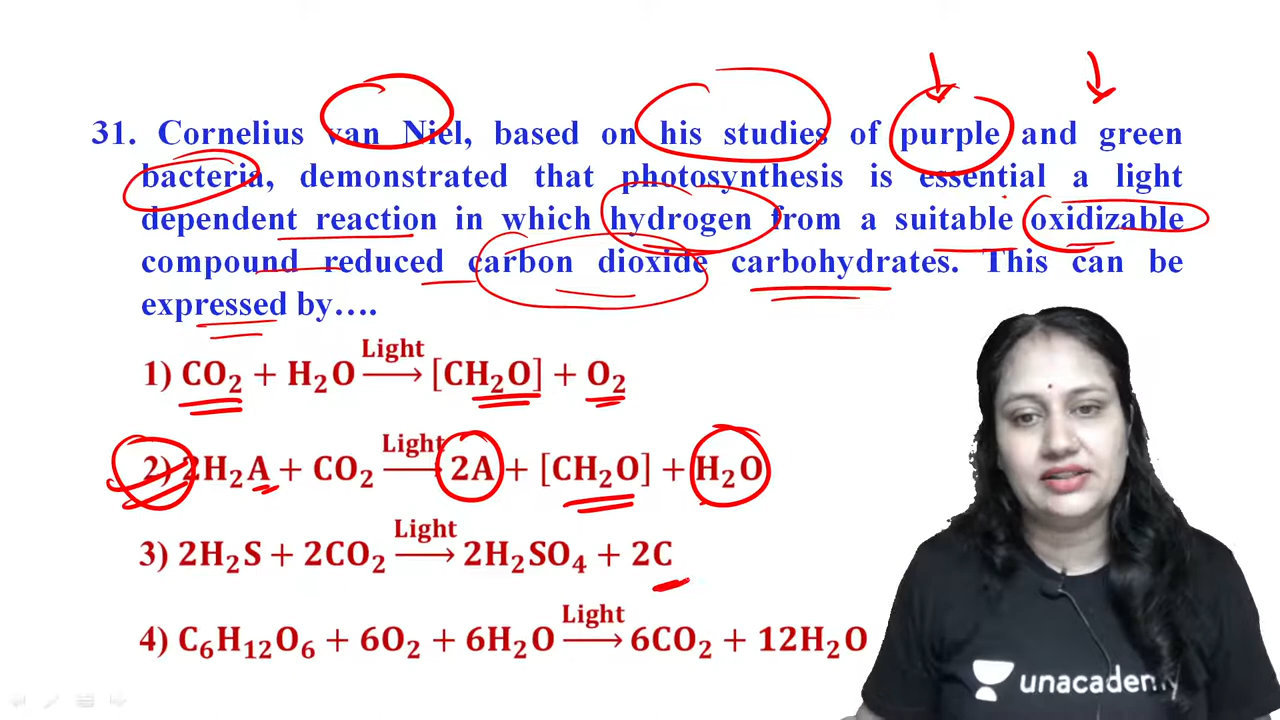 31. Cornelius van Niel, based on his studies of purple and green
bacteria, demonstrated that photosynthesis is essential a light
dependent reaction in which hydrogen from a suitable oxidizable
compound reduced carbon dioxide carbohydrates. This can be
expressed by….
Light
1) CO₂ + H₂O ⟶ [CH₂O] + O₂
Light
2) 2H₂A + CO₂ ⟶ 2A + [CH₂O] + H₂O
Light
3) 2H₂S + 2CO₂ ⟶ 2H₂SO₄ + 2C
Light
4) C₆H₁₂O₆ + 6O₂ + 6H₂O ⟶ 6CO₂ + 12H₂O
unacademy